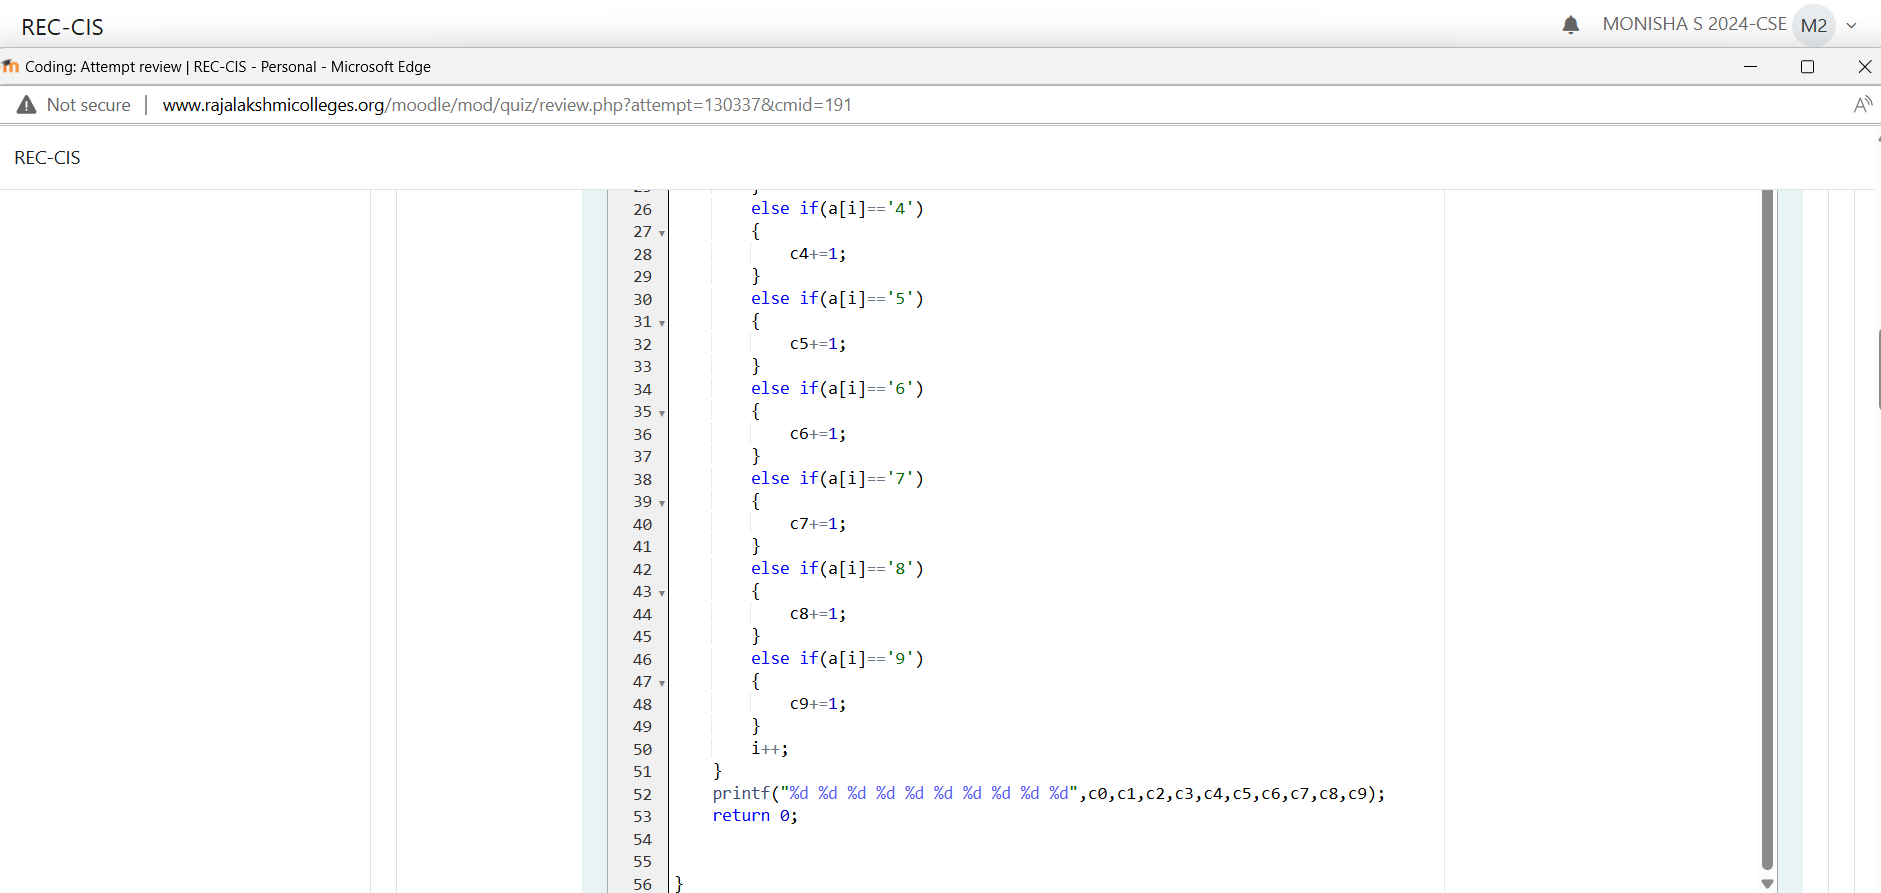 REC-CIS
MONISHA S 2024-CSE M2
Coding: Attempt review | REC-CIS - Personal - Microsoft Edge
Not secure | www.rajalakshmicolleges.org/moodle/mod/quiz/review.php?attempt=130337&cmid=191
REC-CIS
25 }
26 else if(a[i]=='4')
27 {
28 c4+=1;
29 }
30 else if(a[i]=='5')
31 {
32 c5+=1;
33 }
34 else if(a[i]=='6')
35 {
36 c6+=1;
37 }
38 else if(a[i]=='7')
39 {
40 c7+=1;
41 }
42 else if(a[i]=='8')
43 {
44 c8+=1;
45 }
46 else if(a[i]=='9')
47 {
48 c9+=1;
49 }
50 i++;
51 }
52 printf("%d %d %d %d %d %d %d %d %d %d",c0,c1,c2,c3,c4,c5,c6,c7,c8,c9);
53 return 0;
54
55
56 }